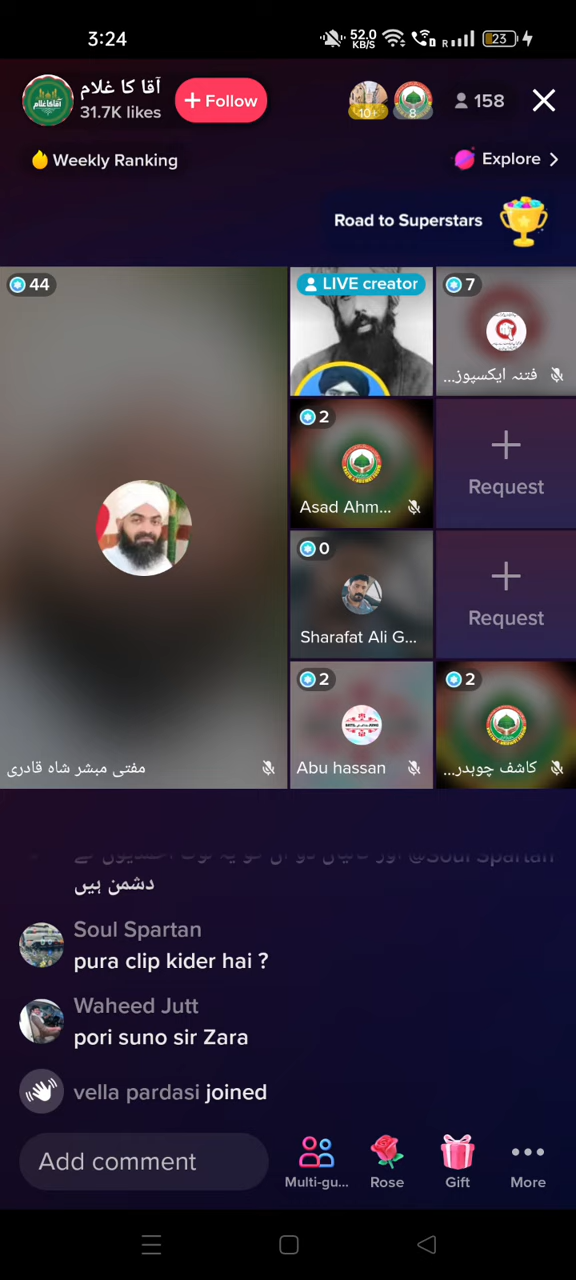 3:24
52.0
KB/S
R
23
آقا کا غلام
31.7K likes
+ Follow
10+
8
158
Weekly Ranking
Explore
Road to Superstars
44
LIVE creator
7
فتنہ ایکسپوز...
2
Asad Ahm...
Request
0
Sharafat Ali G...
Request
مفتی مبشر شاہ قادری
2
Abu hassan
2
کاشف چوہدر...
@Soul Spartan
دشمن ہیں
Soul Spartan
pura clip kider hai ?
Waheed Jutt
pori suno sir Zara
vella pardasi joined
Add comment
Multi-gu...
Rose
Gift
More